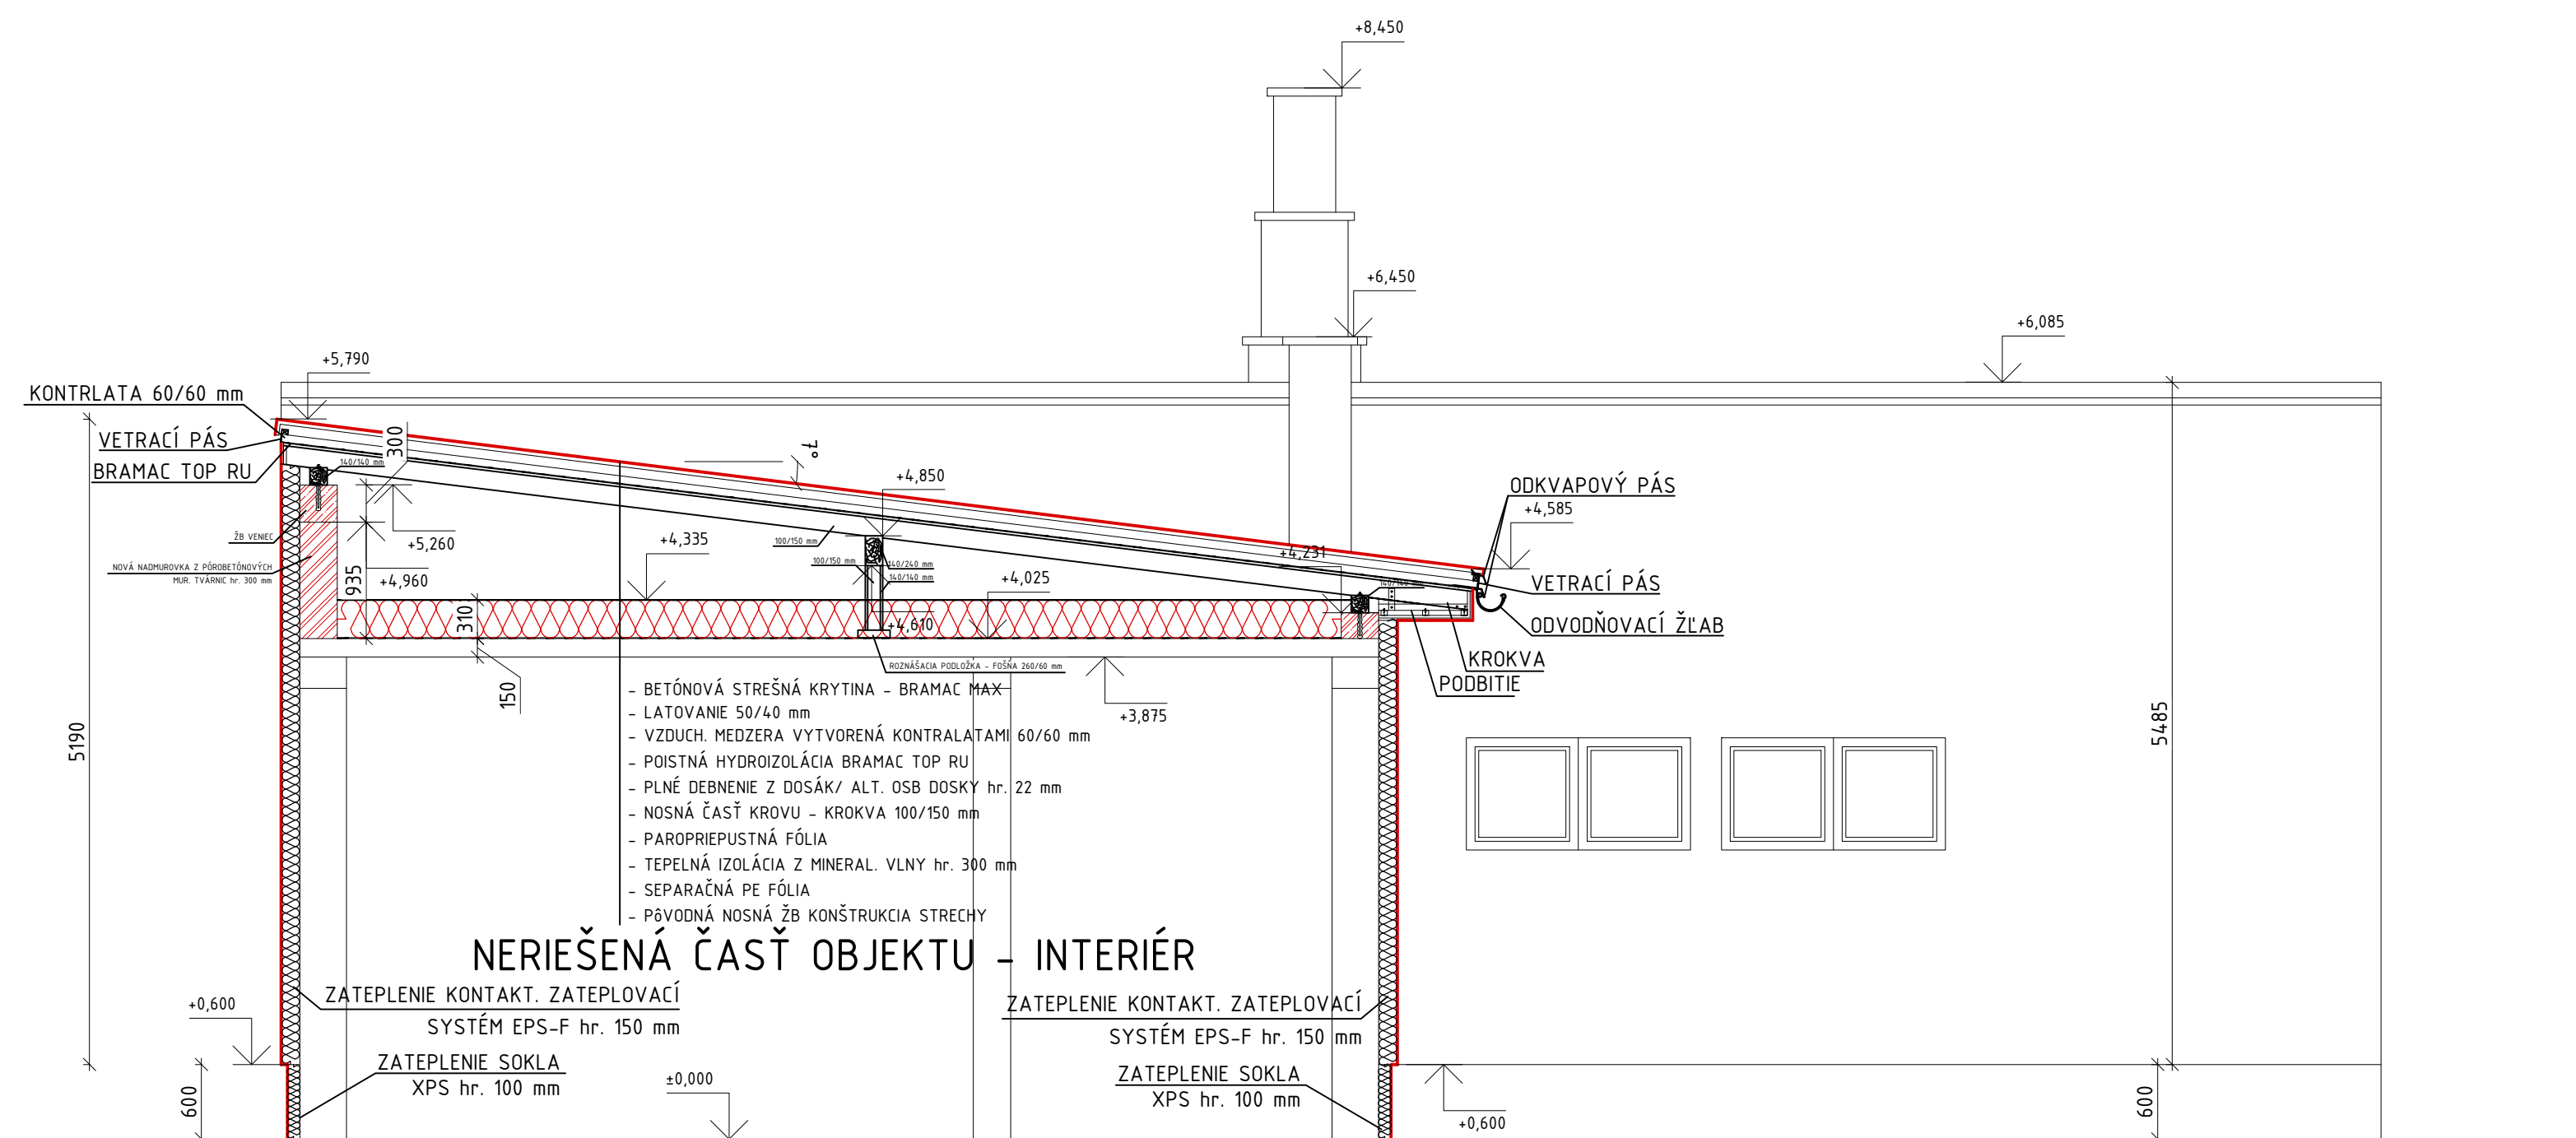 +8,450
+6,450
+6,085
+5,790
KONTRLATA 60/60 mm
VETRACÍ PÁS
BRAMAC TOP RU
300
140/140 mm
7°
+4,850
ODKVAPOVÝ PÁS
+4,585
ŽB VENIEC
+5,260
+4,335
100/150 mm
+4,231
NOVÁ NADMUROVKA Z PÓROBETÓNOVÝCH
MUR. TVÁRNIC hr. 300 mm
935
+4,960
100/150 mm
140/240 mm
140/140 mm
+4,025
140/140 mm
VETRACÍ PÁS
310
+4,610
ODVODŇOVACÍ ŽĽAB
ROZNÁŠACIA PODLOŽKA - FOŠŇA 260/60 mm
KROKVA
PODBITIE
150
- BETÓNOVÁ STREŠNÁ KRYTINA - BRAMAC MAX
+3,875
- LATOVANIE 50/40 mm
- VZDUCH. MEDZERA VYTVORENÁ KONTRALATAMI 60/60 mm
- POISTNÁ HYDROIZOLÁCIA BRAMAC TOP RU
- PLNÉ DEBNENIE Z DOSÁK/ ALT. OSB DOSKY hr. 22 mm
- NOSNÁ ČASŤ KROVU - KROKVA 100/150 mm
- PAROPRIEPUSTNÁ FÓLIA
- TEPELNÁ IZOLÁCIA Z MINERAL. VLNY hr. 300 mm
- SEPARAČNÁ PE FÓLIA
- PôVODNÁ NOSNÁ ŽB KONŠTRUKCIA STRECHY
5190
5485
NERIEŠENÁ ČASŤ OBJEKTU - INTERIÉR
+0,600
ZATEPLENIE KONTAKT. ZATEPLOVACÍ
SYSTÉM EPS-F hr. 150 mm
ZATEPLENIE KONTAKT. ZATEPLOVACÍ
SYSTÉM EPS-F hr. 150 mm
ZATEPLENIE SOKLA
XPS hr. 100 mm
±0,000
ZATEPLENIE SOKLA
XPS hr. 100 mm
600
+0,600
600